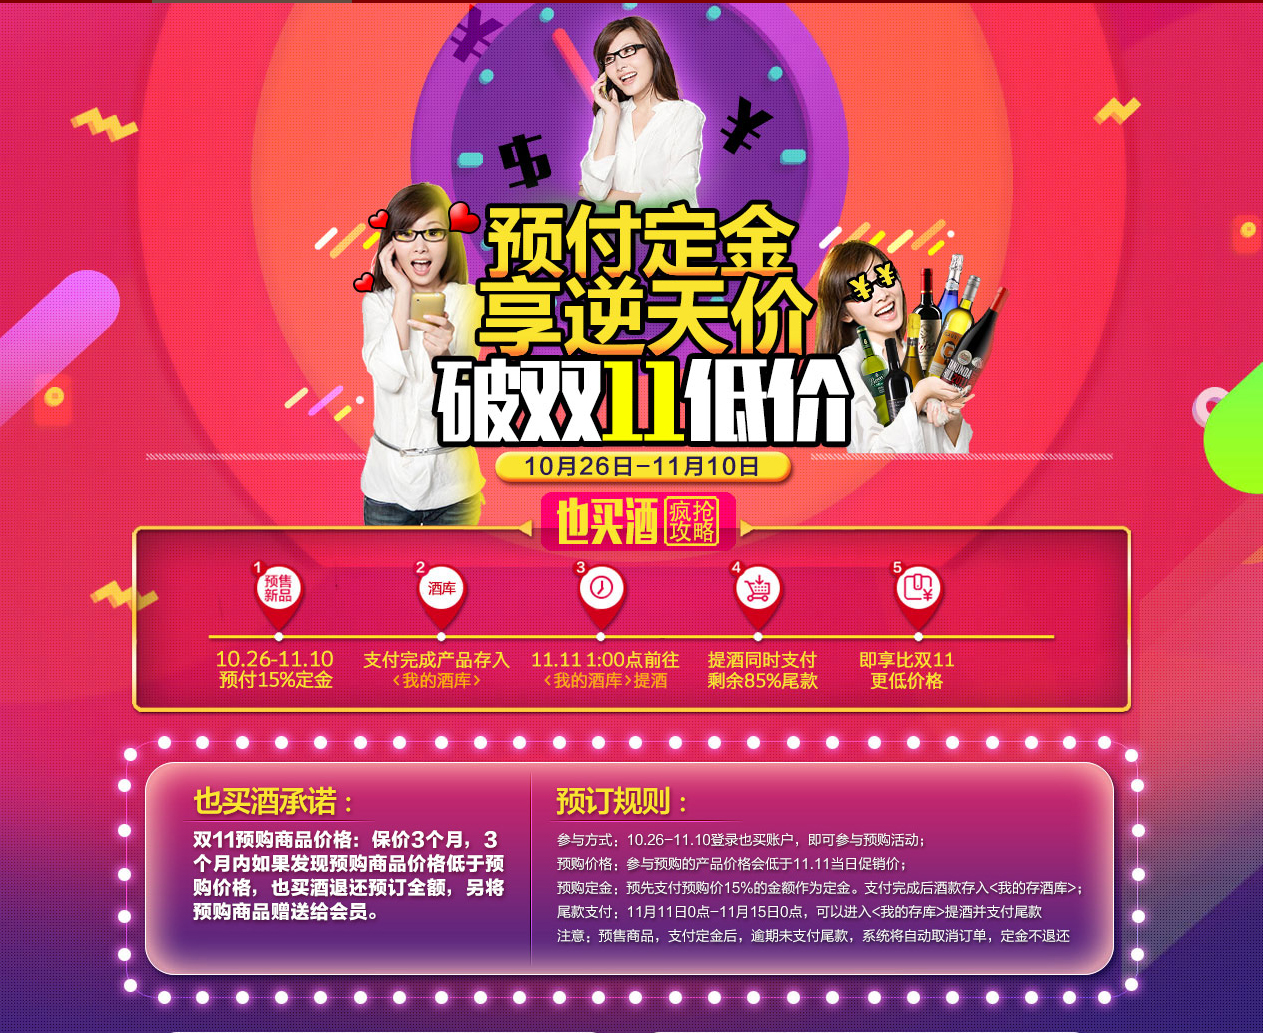 预付定金
享逆天价
破双11低价
10月26日-11月10日
也买酒 疯抢攻略
1 预售新品
2 酒库
3
4
5
10.26-11.10
预付15%定金
支付完成产品存入
<我的酒库>
11.11 1:00点前往
<我的酒库>提酒
提酒同时支付
剩余85%尾款
即享比双11
更低价格
也买酒承诺：
双11预购商品价格：保价3个月，3
个月内如果发现预购商品价格低于预
购价格，也买酒退还预订全额，另将
预购商品赠送给会员。
预订规则：
参与方式：10.26-11.10登录也买账户，即可参与预购活动；
预购价格：参与预购的产品价格会低于11.11当日促销价；
预购定金：预先支付预购价15%的金额作为定金。支付完成后酒款存入<我的存酒库>；
尾款支付：11月11日0点-11月15日0点，可以进入<我的存库>提酒并支付尾款
注意：预售商品，支付定金后，逾期未支付尾款，系统将自动取消订单，定金不退还